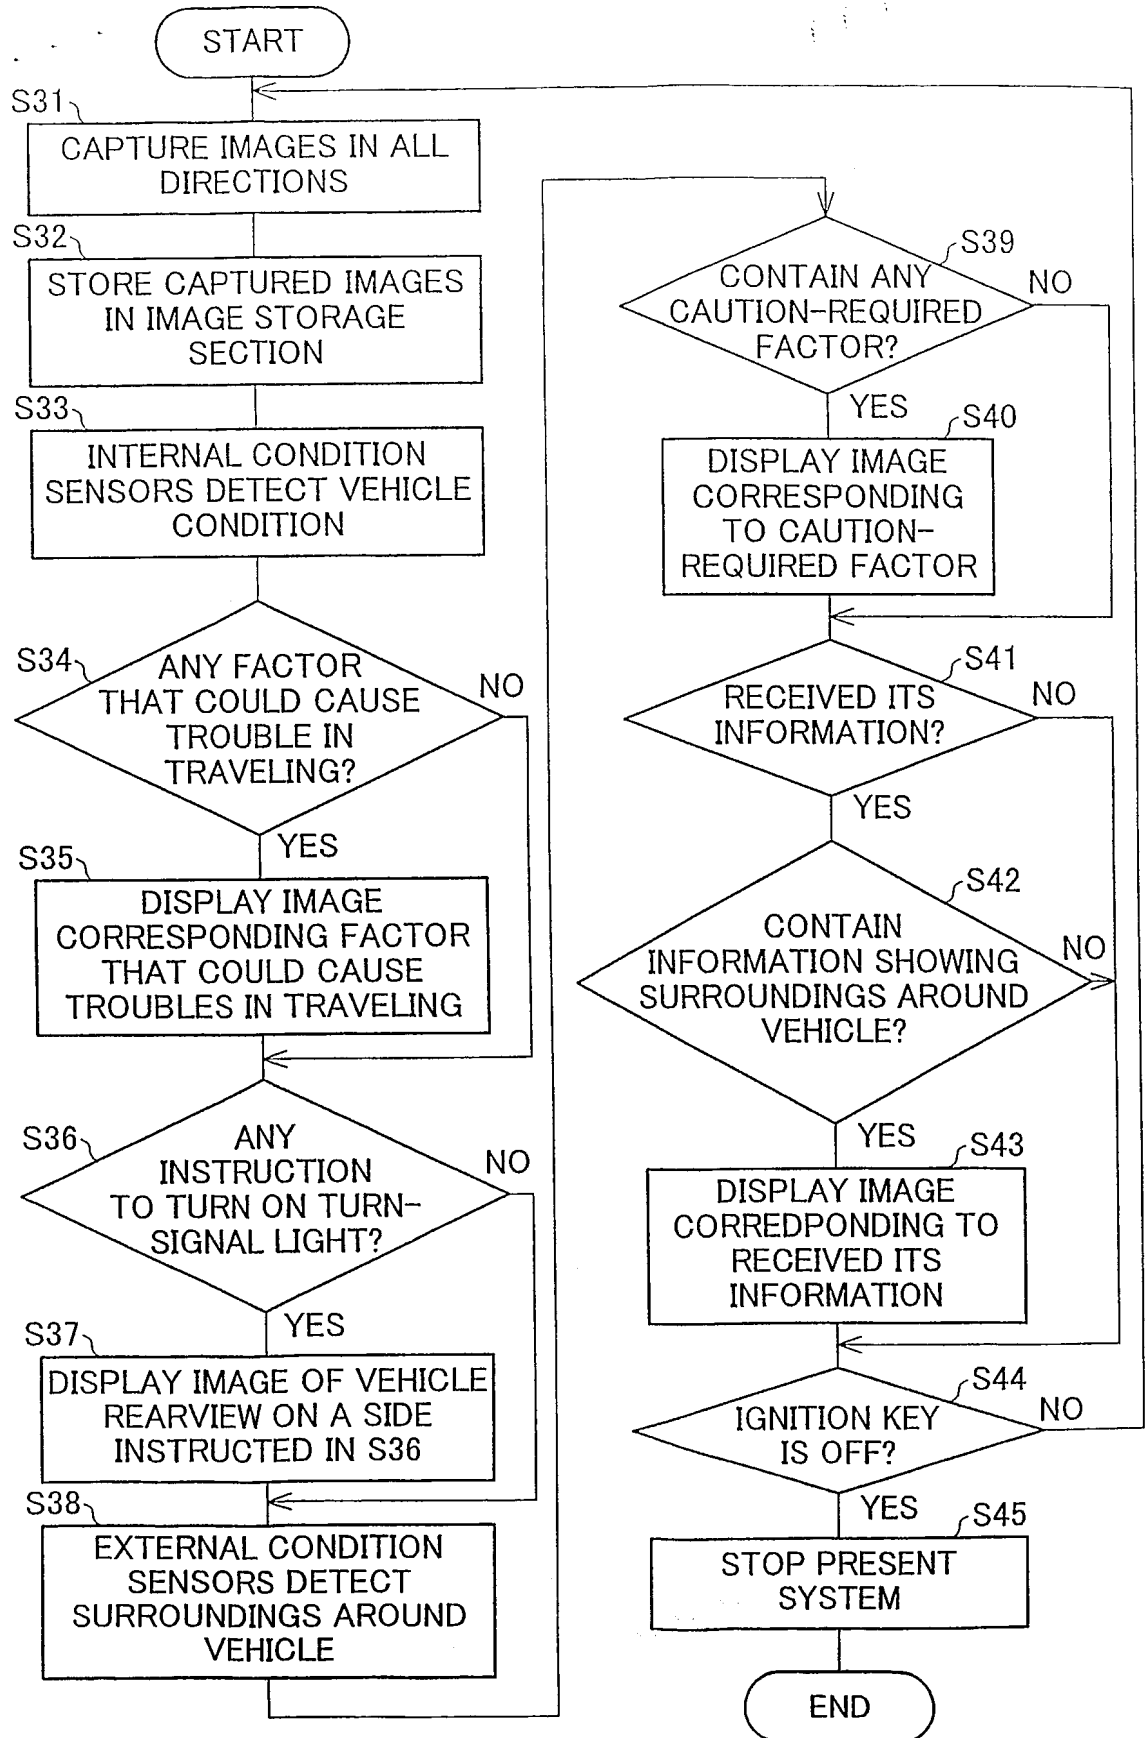 START
S31
CAPTURE IMAGES IN ALL
DIRECTIONS
S32
STORE CAPTURED IMAGES
IN IMAGE STORAGE
SECTION
S33
INTERNAL CONDITION
SENSORS DETECT VEHICLE
CONDITION
S34
ANY FACTOR
THAT COULD CAUSE
TROUBLE IN
TRAVELING?
NO
YES
S35
DISPLAY IMAGE
CORRESPONDING FACTOR
THAT COULD CAUSE
TROUBLES IN TRAVELING
S36
ANY
INSTRUCTION
TO TURN ON TURN-
SIGNAL LIGHT?
NO
YES
S37
DISPLAY IMAGE OF VEHICLE
REARVIEW ON A SIDE
INSTRUCTED IN S36
S38
EXTERNAL CONDITION
SENSORS DETECT
SURROUNDINGS AROUND
VEHICLE
S39
CONTAIN ANY
CAUTION-REQUIRED
FACTOR?
NO
YES
S40
DISPLAY IMAGE
CORRESPONDING
TO CAUTION-
REQUIRED FACTOR
S41
RECEIVED ITS
INFORMATION?
NO
YES
S42
CONTAIN
INFORMATION SHOWING
SURROUNDINGS AROUND
VEHICLE?
NO
YES
S43
DISPLAY IMAGE
CORREDPONDING TO
RECEIVED ITS
INFORMATION
S44
IGNITION KEY
IS OFF?
NO
YES
S45
STOP PRESENT
SYSTEM
END